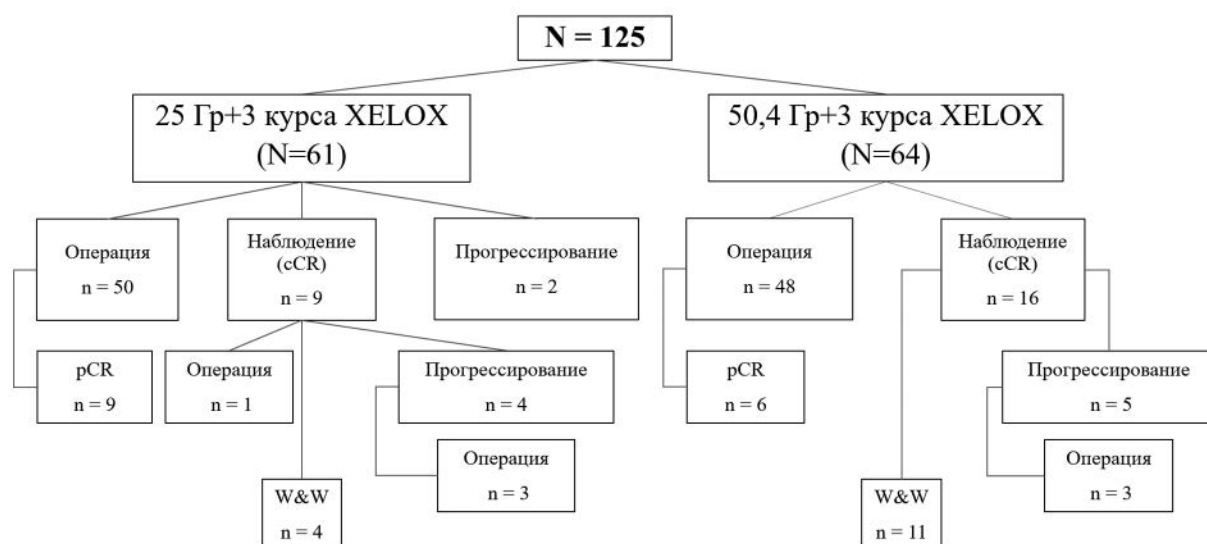 N = 125
25 Гр+3 курса XELOX
(N=61)
50,4 Гр+3 курса XELOX
(N=64)
Операция
n = 50
Наблюдение
(cCR)
n = 9
Прогрессирование
n = 2
Операция
n = 48
Наблюдение
(cCR)
n = 16
pCR
n = 9
Операция
n = 1
Прогрессирование
n = 4
pCR
n = 6
Прогрессирование
n = 5
Операция
n = 3
Операция
n = 3
W&W
n = 4
W&W
n = 11